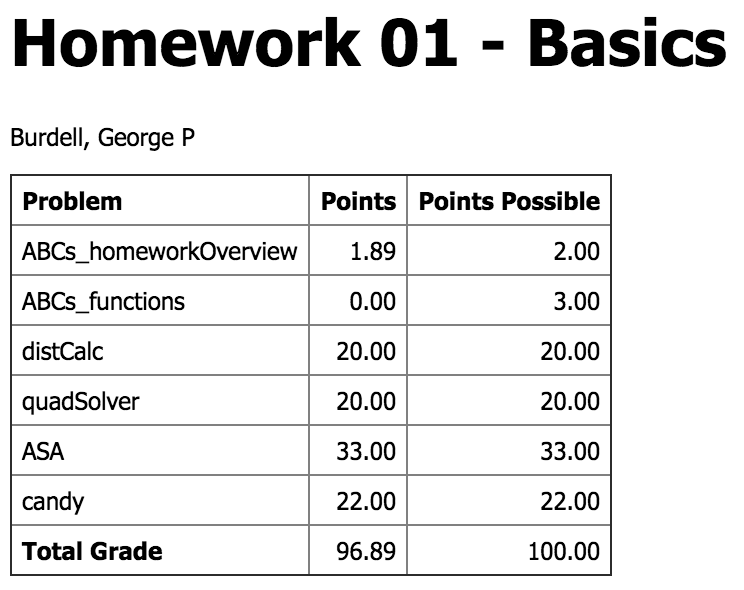 Homework 01 - Basics
Burdell, George P
Problem Points Points Possible
ABCs_homeworkOverview 1.89 2.00
ABCs_functions 0.00 3.00
distCalc 20.00 20.00
quadSolver 20.00 20.00
ASA 33.00 33.00
candy 22.00 22.00
Total Grade 96.89 100.00